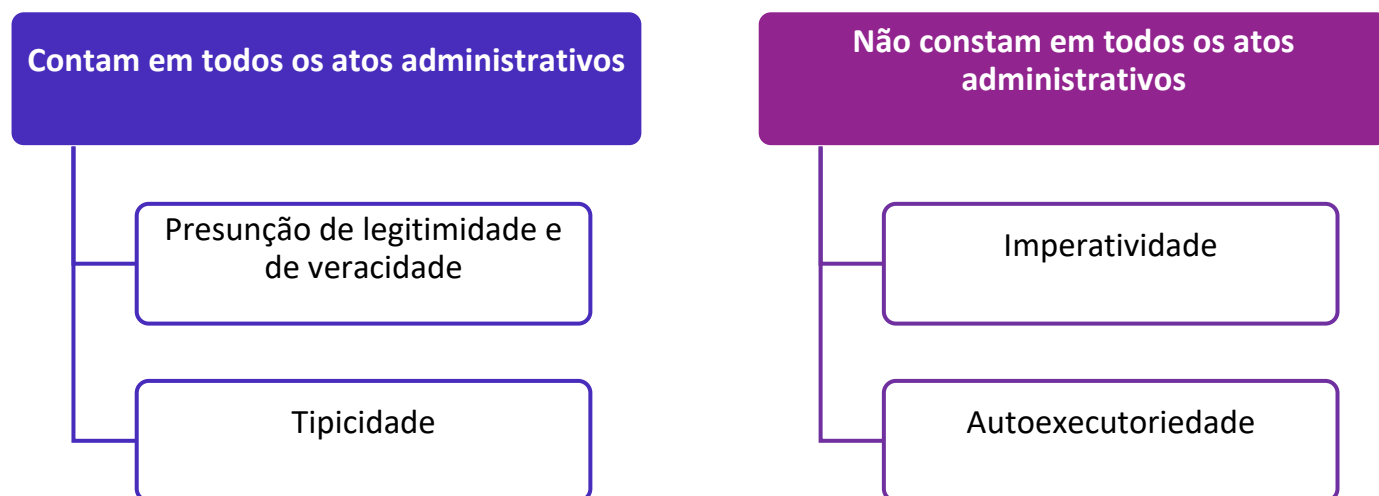 Contam em todos os atos administrativos
Presunção de legitimidade e
de veracidade
Tipicidade
Não constam em todos os atos
administrativos
Imperatividade
Autoexecutoriedade